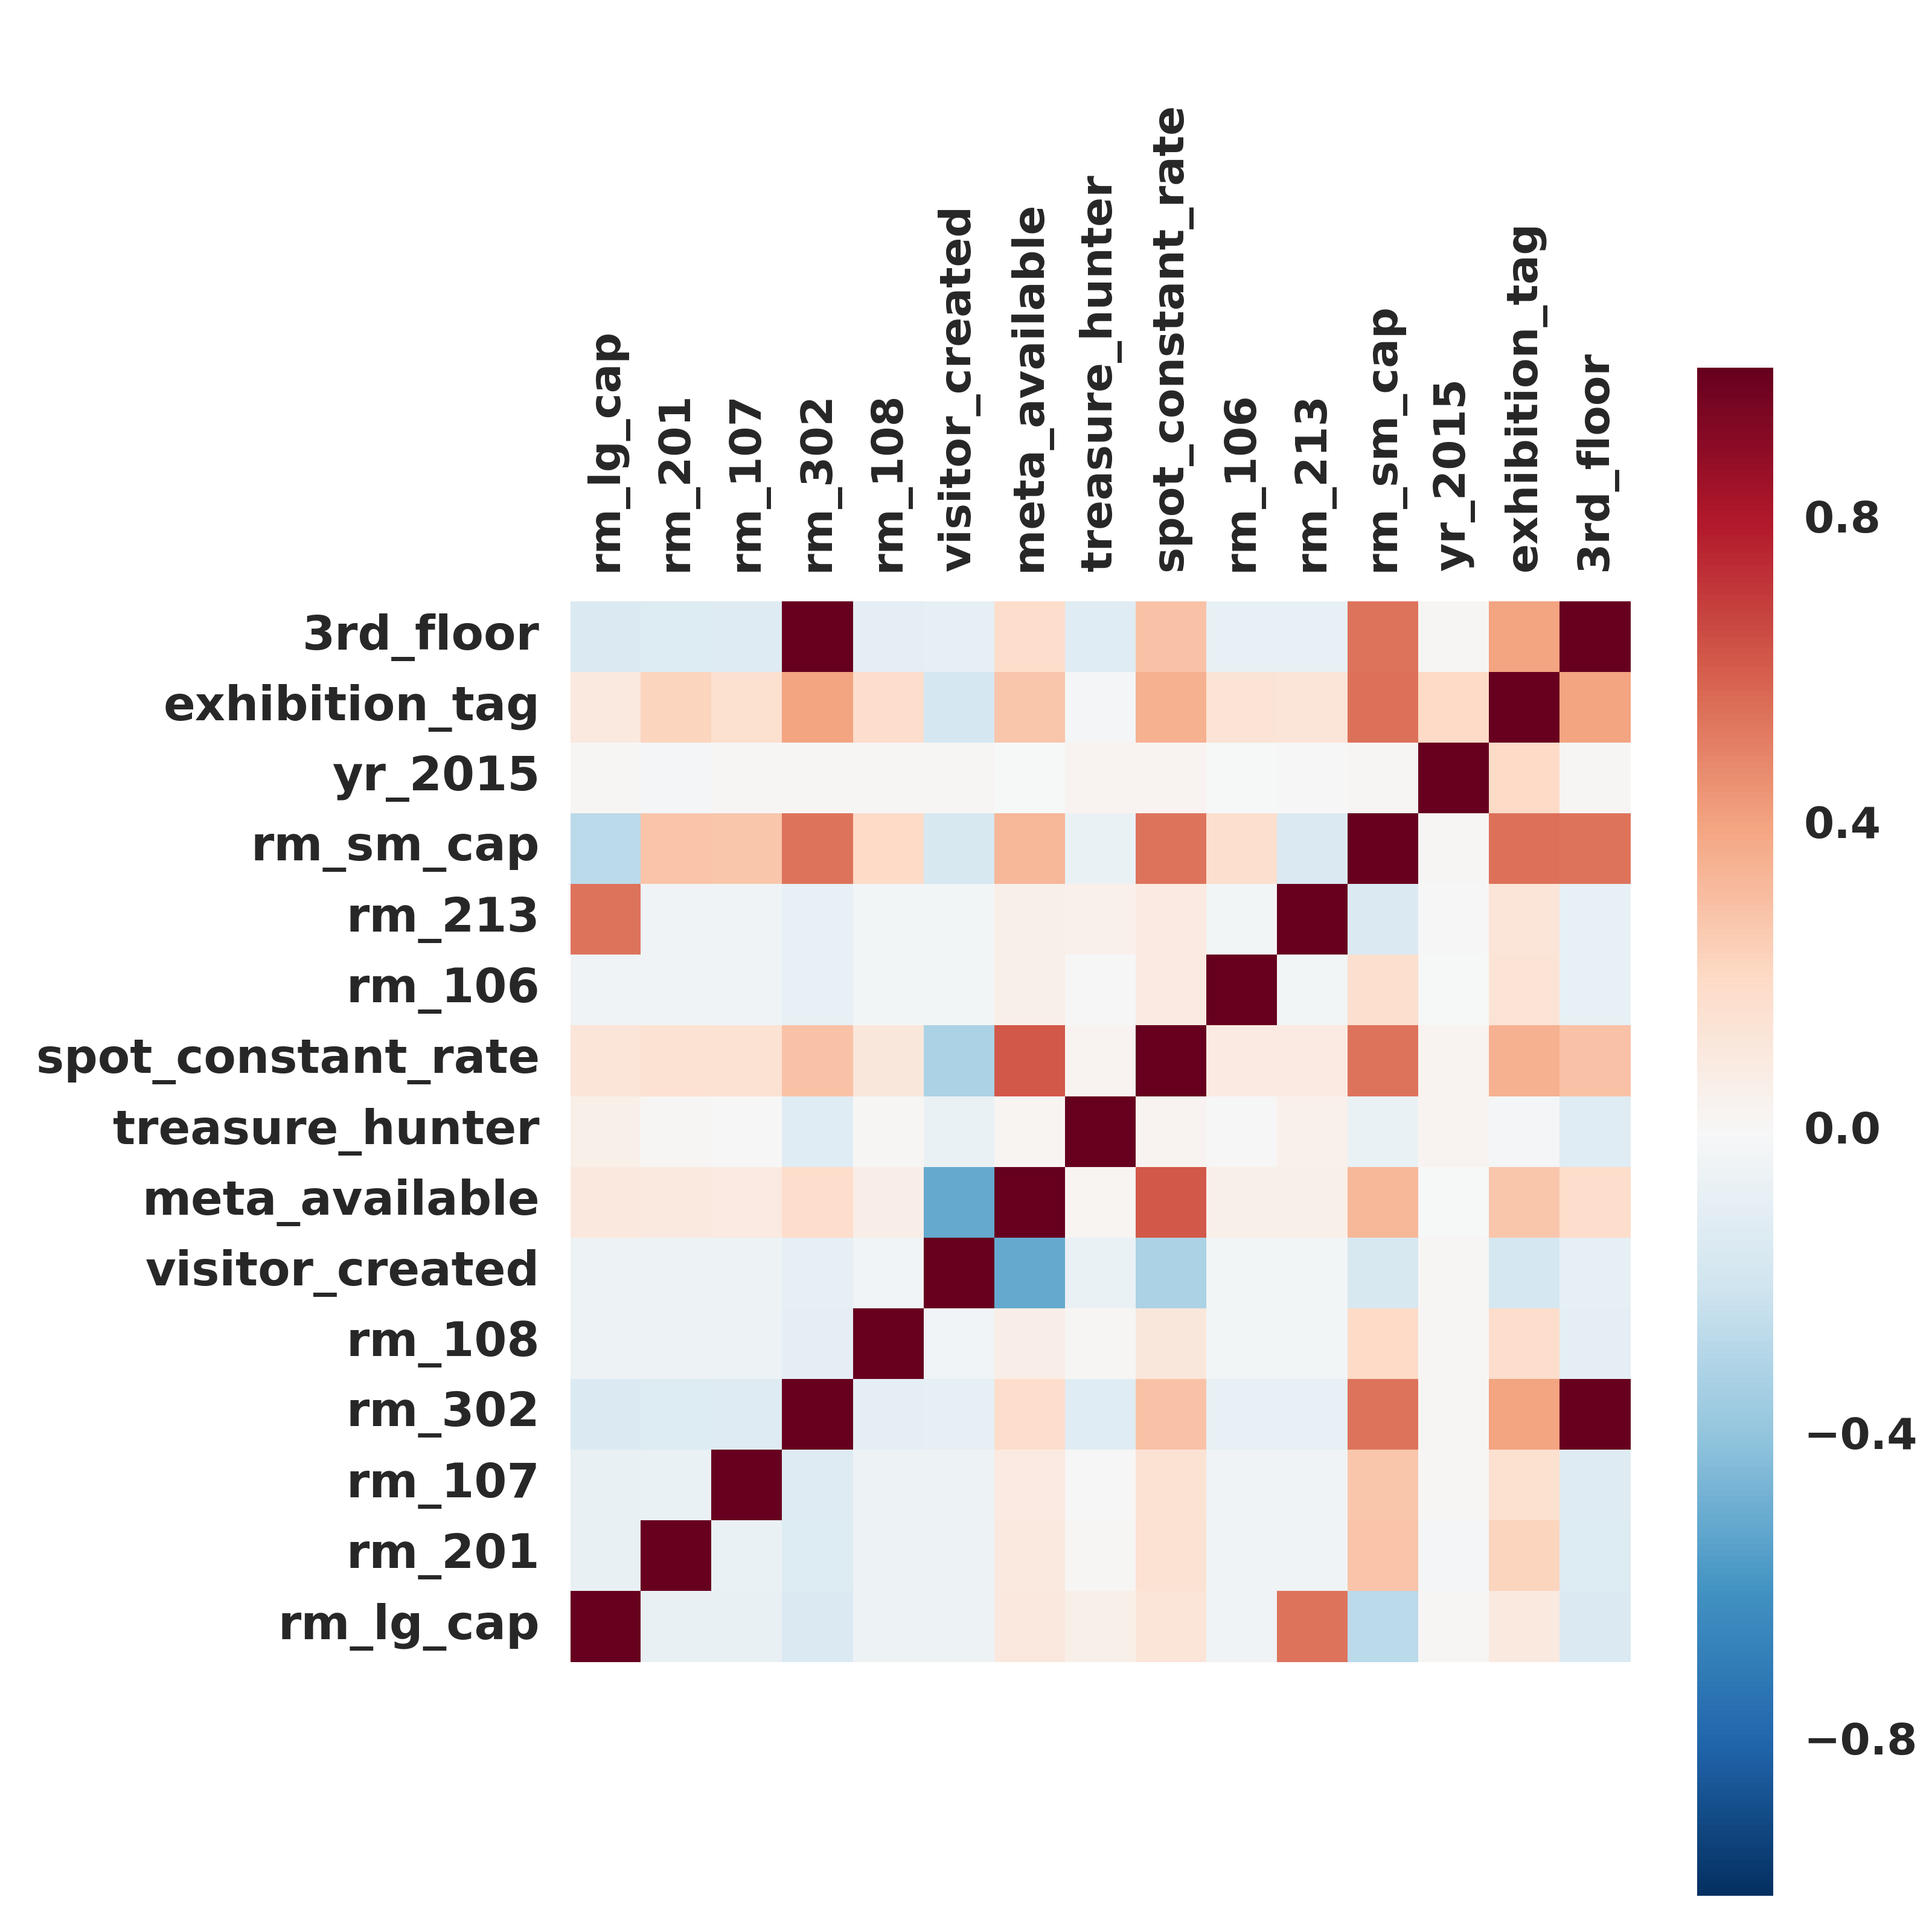 rm_lg_cap
rm_201
rm_107
rm_302
rm_108
visitor_created
meta_available
treasure_hunter
spot_constant_rate
rm_106
rm_213
rm_sm_cap
yr_2015
exhibition_tag
3rd_floor
3rd_floor
exhibition_tag
yr_2015
rm_sm_cap
rm_213
rm_106
spot_constant_rate
treasure_hunter
meta_available
visitor_created
rm_108
rm_302
rm_107
rm_201
rm_lg_cap
0.8
0.4
0.0
−0.4
−0.8